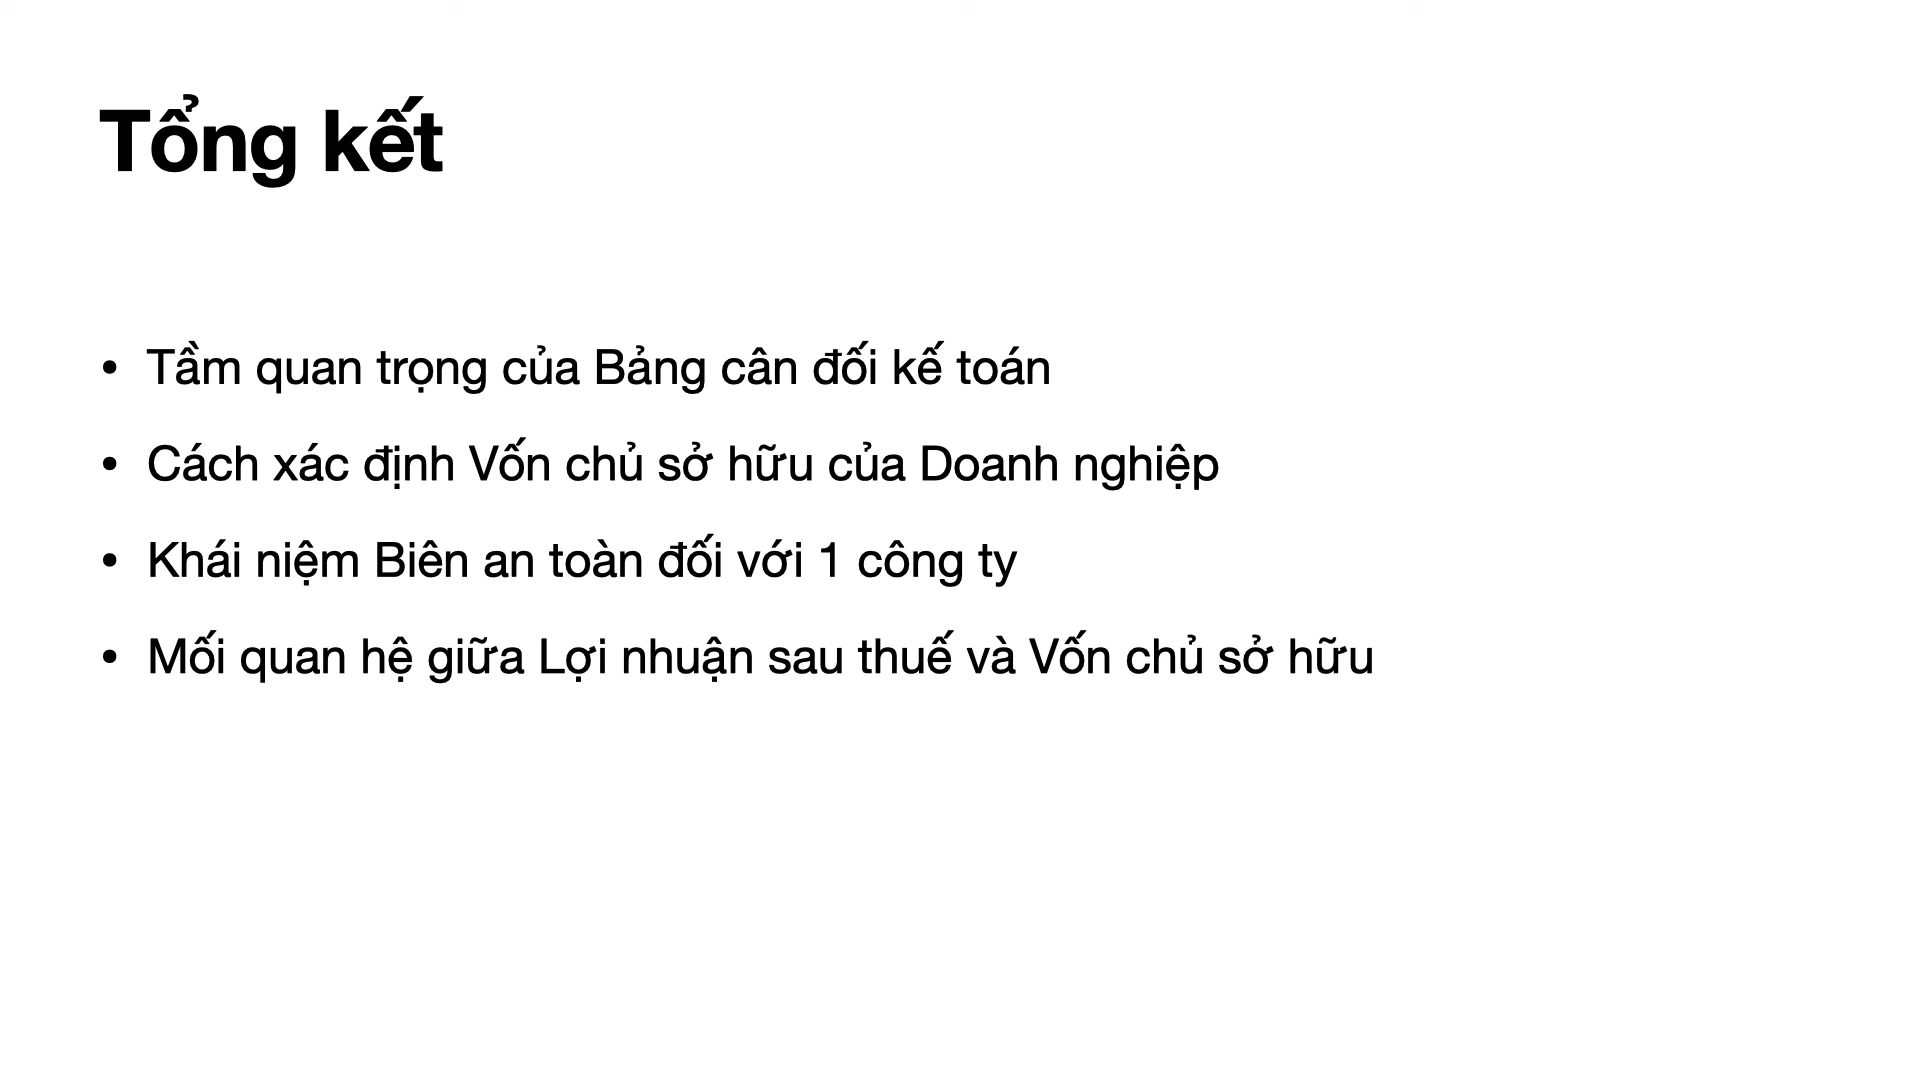 Tổng kết
• Tầm quan trọng của Bảng cân đối kế toán
• Cách xác định Vốn chủ sở hữu của Doanh nghiệp
• Khái niệm Biên an toàn đối với 1 công ty
• Mối quan hệ giữa Lợi nhuận sau thuế và Vốn chủ sở hữu